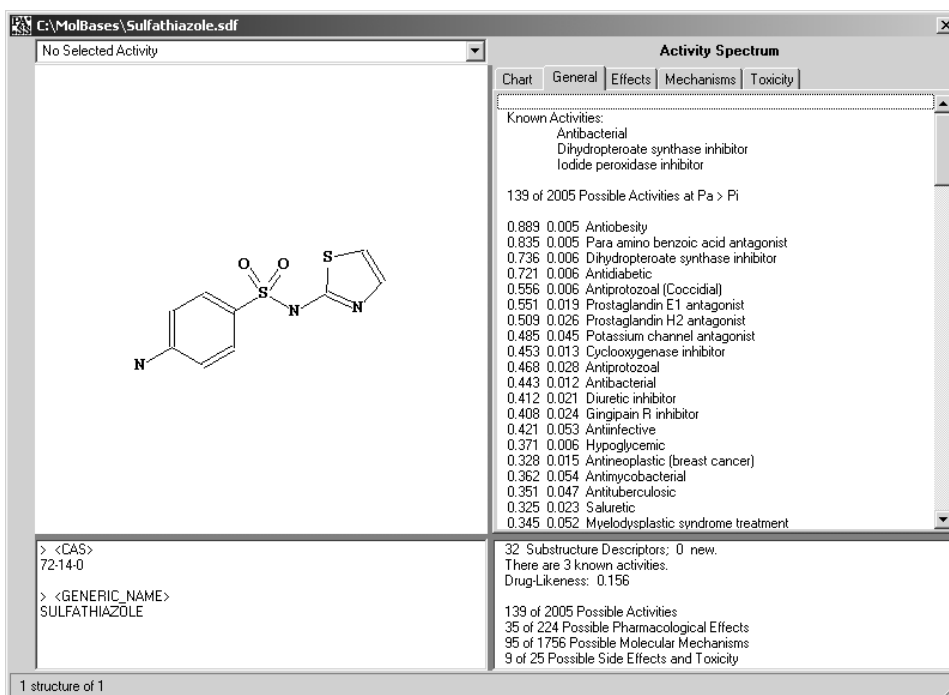 C:\MolBases\Sulfathiazole.sdf
No Selected Activity
Activity Spectrum
Chart General Effects Mechanisms Toxicity
Known Activities:
Antibacterial
Dihydropteroate synthase inhibitor
Iodide peroxidase inhibitor
139 of 2005 Possible Activities at Pa > Pi
0.889 0.005 Antiobesity
0.835 0.005 Para amino benzoic acid antagonist
0.736 0.006 Dihydropteroate synthase inhibitor
0.721 0.006 Antidiabetic
0.556 0.006 Antiprotozoal (Coccidial)
0.551 0.019 Prostaglandin E1 antagonist
0.509 0.026 Prostaglandin H2 antagonist
0.485 0.045 Potassium channel antagonist
0.453 0.013 Cyclooxygenase inhibitor
0.468 0.028 Antiprotozoal
0.443 0.012 Antibacterial
0.412 0.021 Diuretic inhibitor
0.408 0.024 Gingipain R inhibitor
0.421 0.053 Antiinfective
0.371 0.006 Hypoglycemic
0.328 0.015 Antineoplastic (breast cancer)
0.362 0.054 Antimycobacterial
0.351 0.047 Antituberculosic
0.325 0.023 Saluretic
0.345 0.052 Myelodysplastic syndrome treatment
O O
S
S
N
N
N
> <CAS>
72-14-0
> <GENERIC_NAME>
SULFATHIAZOLE
32 Substructure Descriptors; 0 new.
There are 3 known activities.
Drug-Likeness: 0.156
139 of 2005 Possible Activities
35 of 224 Possible Pharmacological Effects
95 of 1756 Possible Molecular Mechanisms
9 of 25 Possible Side Effects and Toxicity
1 structure of 1